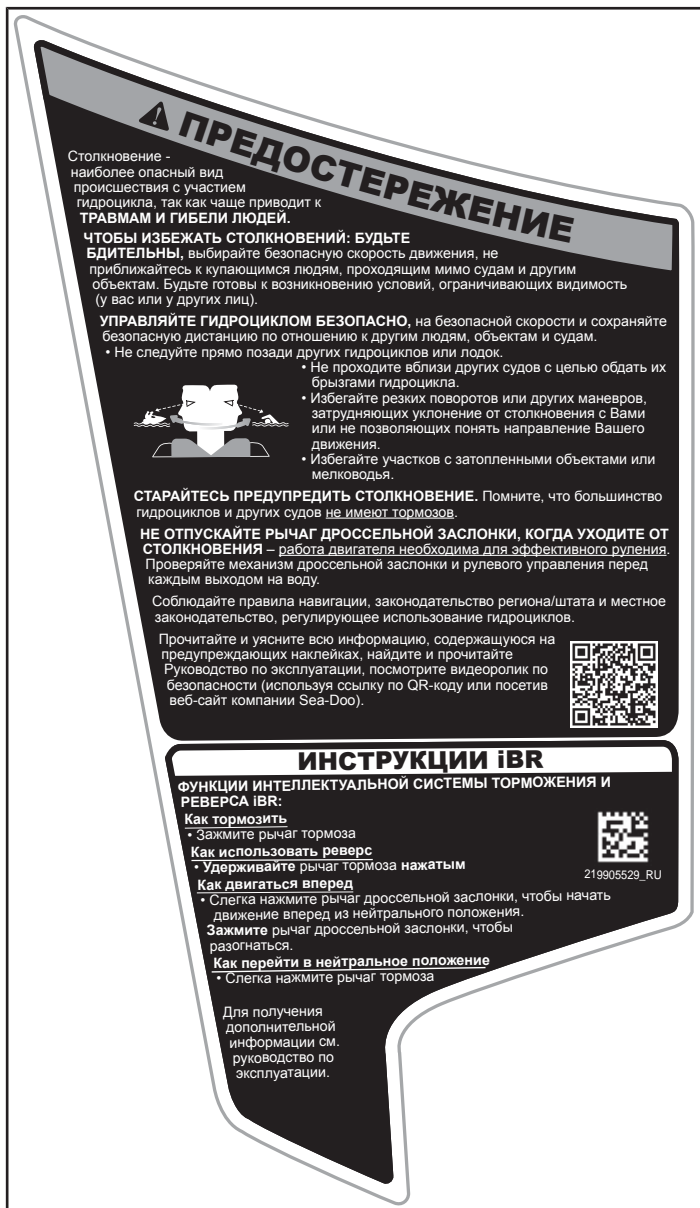 ПРЕДОСТЕРЕЖЕНИЕ
Столкновение -
наиболее опасный вид
происшествия с участием
гидроцикла, так как чаще приводит к
ТРАВМАМ И ГИБЕЛИ ЛЮДЕЙ.
ЧТОБЫ ИЗБЕЖАТЬ СТОЛКНОВЕНИЙ: БУДЬТЕ
БДИТЕЛЬНЫ, выбирайте безопасную скорость движения, не
приближайтесь к купающимся людям, проходящим мимо судам и другим
объектам. Будьте готовы к возникновению условий, ограничивающих видимость
(у вас или у других лиц).
УПРАВЛЯЙТЕ ГИДРОЦИКЛОМ БЕЗОПАСНО, на безопасной скорости и сохраняйте
безопасную дистанцию по отношению к другим людям, объектам и судам.
• Не следуйте прямо позади других гидроциклов или лодок.
• Не проходите вблизи других судов с целью обдать их
брызгами гидроцикла.
• Избегайте резких поворотов или других маневров,
затрудняющих уклонение от столкновения с Вами
или не позволяющих понять направление Вашего
движения.
• Избегайте участков с затопленными объектами или
мелководья.
СТАРАЙТЕСЬ ПРЕДУПРЕДИТЬ СТОЛКНОВЕНИЕ. Помните, что большинство
гидроциклов и других судов не имеют тормозов.
НЕ ОТПУСКАЙТЕ РЫЧАГ ДРОССЕЛЬНОЙ ЗАСЛОНКИ, КОГДА УХОДИТЕ ОТ
СТОЛКНОВЕНИЯ – работа двигателя необходима для эффективного руления.
Проверяйте механизм дроссельной заслонки и рулевого управления перед
каждым выходом на воду.
Соблюдайте правила навигации, законодательство региона/штата и местное
законодательство, регулирующее использование гидроциклов.
Прочитайте и уясните всю информацию, содержащуюся на
предупреждающих наклейках, найдите и прочитайте
Руководство по эксплуатации, посмотрите видеоролик по
безопасности (используя ссылку по QR-коду или посетив
веб-сайт компании Sea-Doo).
ИНСТРУКЦИИ iBR
ФУНКЦИИ ИНТЕЛЛЕКТУАЛЬНОЙ СИСТЕМЫ ТОРМОЖЕНИЯ И
РЕВЕРСА iBR:
Как тормозить
• Зажмите рычаг тормоза
Как использовать реверс
• Удерживайте рычаг тормоза нажатым
219905529_RU
Как двигаться вперед
• Слегка нажмите рычаг дроссельной заслонки, чтобы начать
движение вперед из нейтрального положения.
Зажмите рычаг дроссельной заслонки, чтобы
разогнаться.
Как перейти в нейтральное положение
• Слегка нажмите рычаг тормоза
Для получения
дополнительной
информации см.
руководство по
эксплуатации.